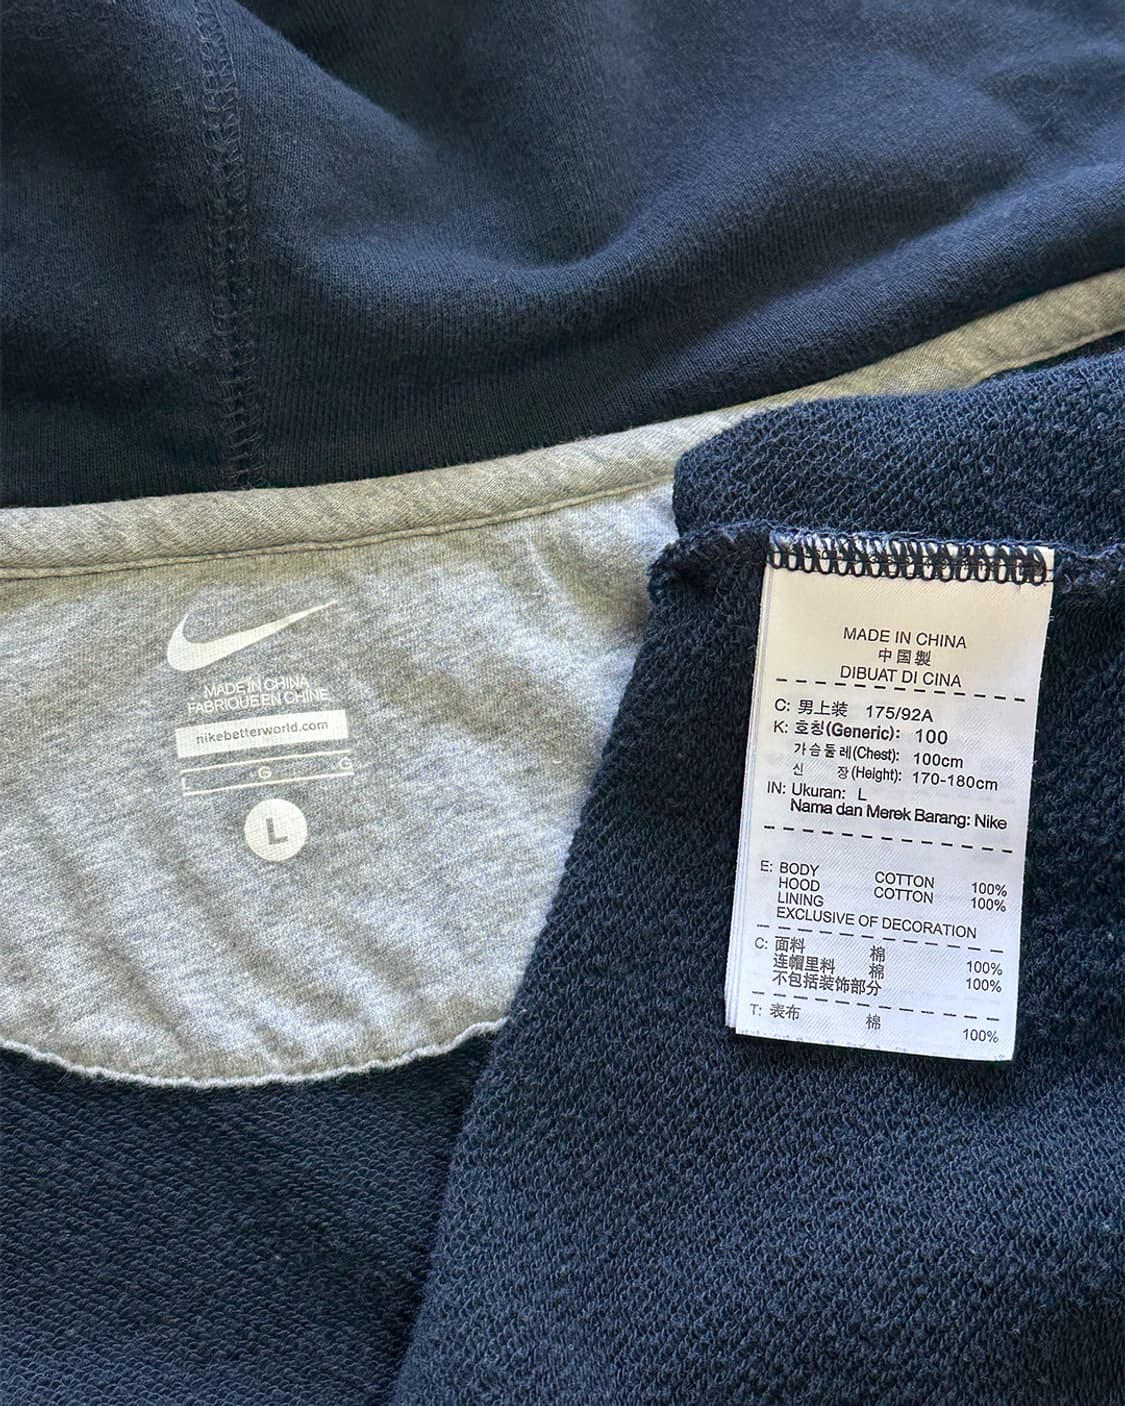 MADE IN CHINA
FABRIQUE EN CHINE
nikebetterworld.com
G G
L
MADE IN CHINA
中国製
DIBUAT DI CINA
C: 男上装 175/92A
K: 호칭(Generic): 100
가슴둘레(Chest): 100cm
신 장(Height): 170-180cm
IN: Ukuran: L
Nama dan Merek Barang: Nike
E: BODY COTTON 100%
HOOD COTTON 100%
LINING
EXCLUSIVE OF DECORATION
C: 面料 棉 100%
连帽里料 棉 100%
不包括装饰部分
T: 表布 棉 100%